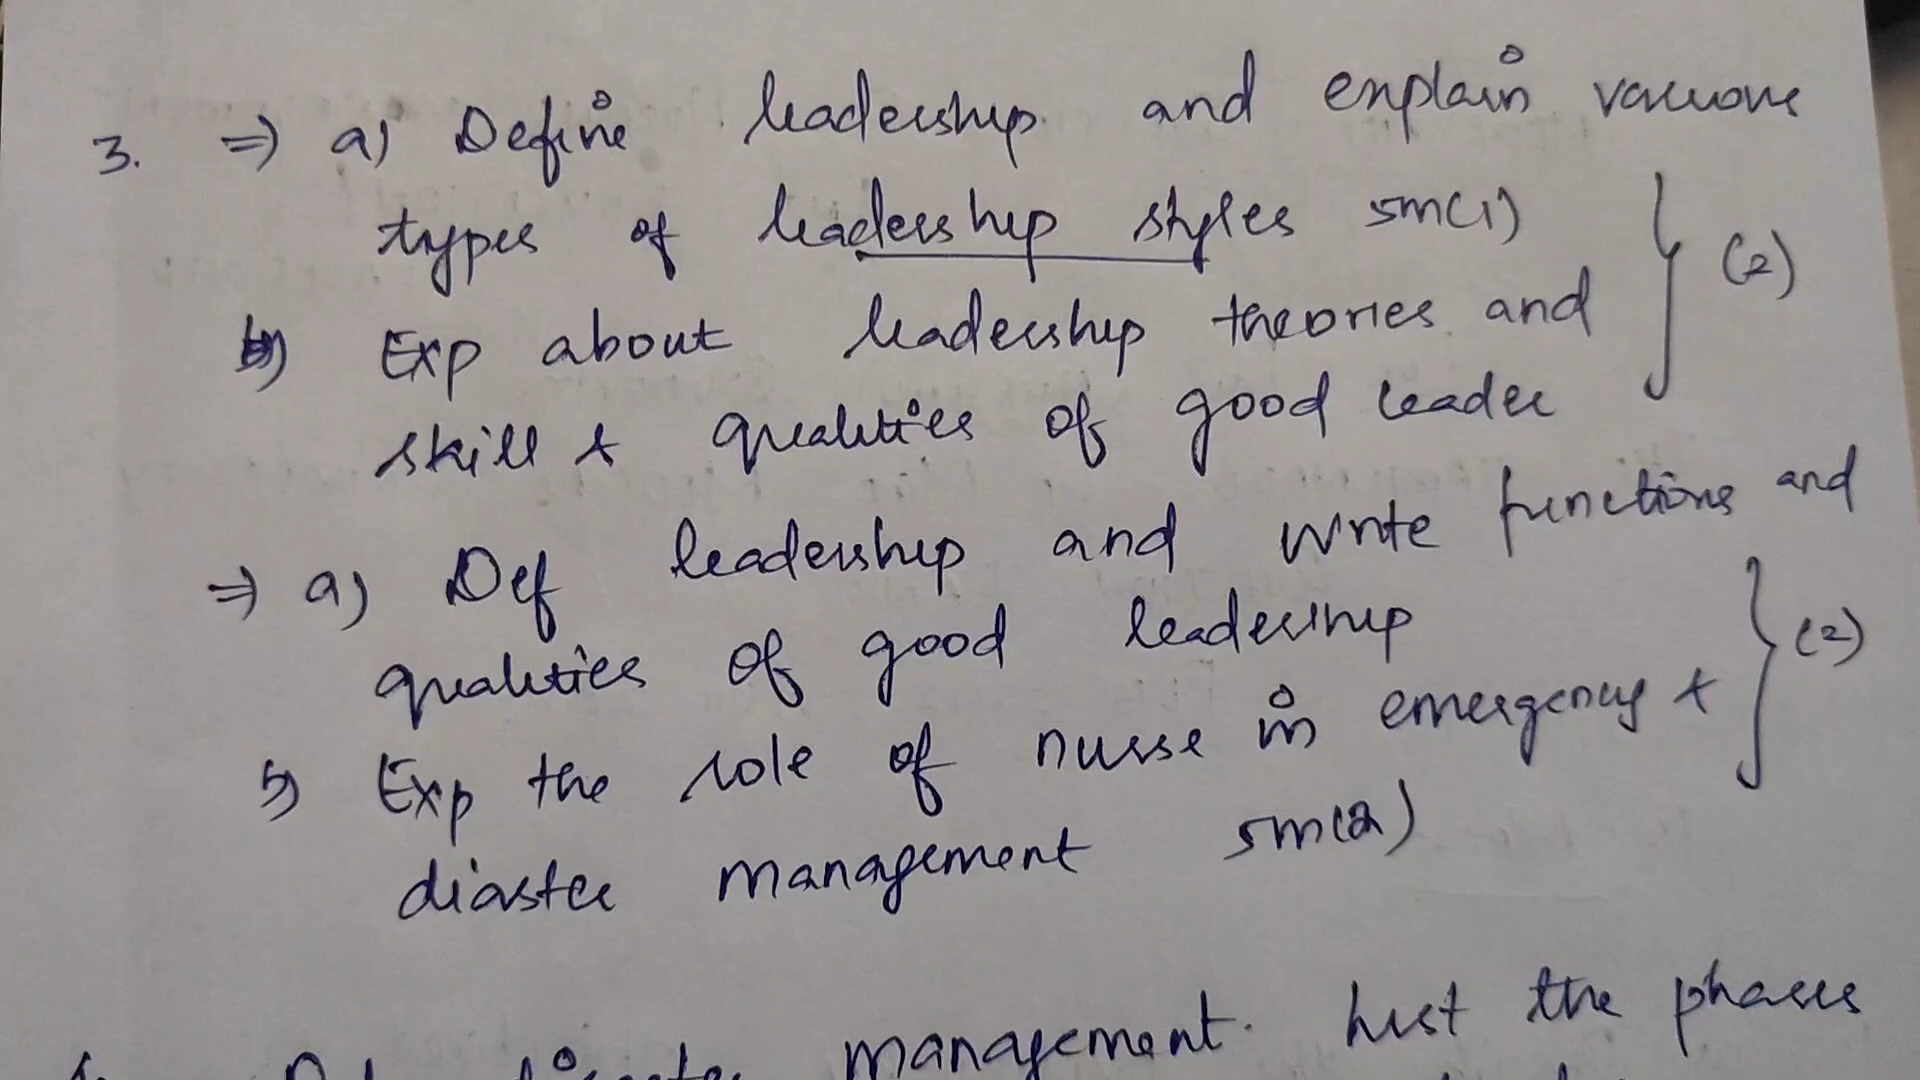 3. => a) Define leadership and explain various
types of leadership styles 5m(1)
b) Exp about leadership theories and } (2)
skill & qualities of good leader
=> a) Def leadership and write functions and
qualities of good leadership
b) Exp the role of nurse in emergency & } (2)
diaster management 5m(2)
management. List the phases